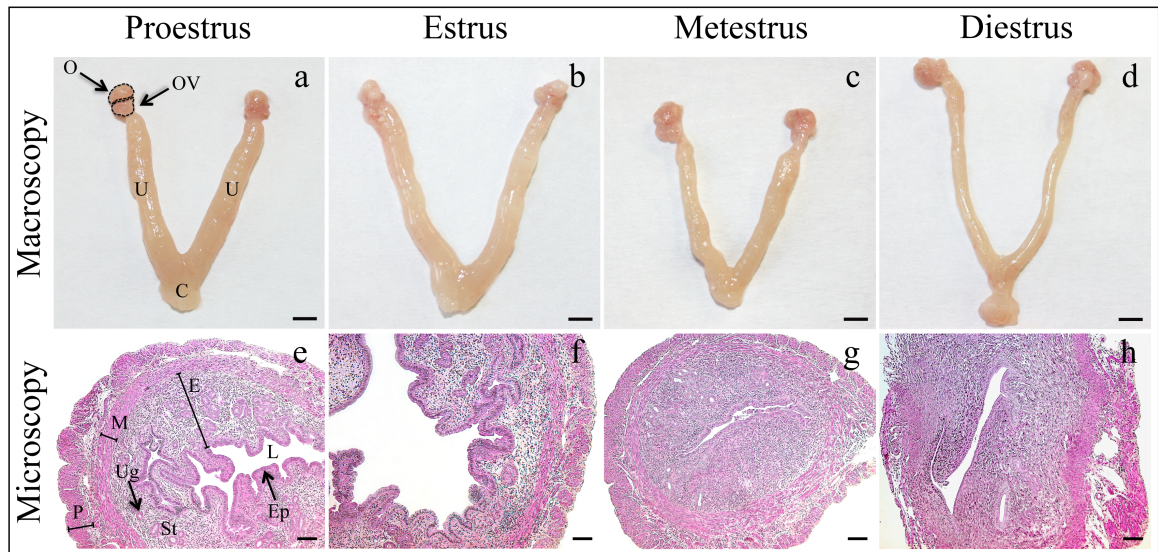 Proestrus Estrus Metestrus Diestrus
Macroscopy
a b c d
O
OV
U U
C
Microscopy
e f g h
E
M
L
Ug
Ep
P
St